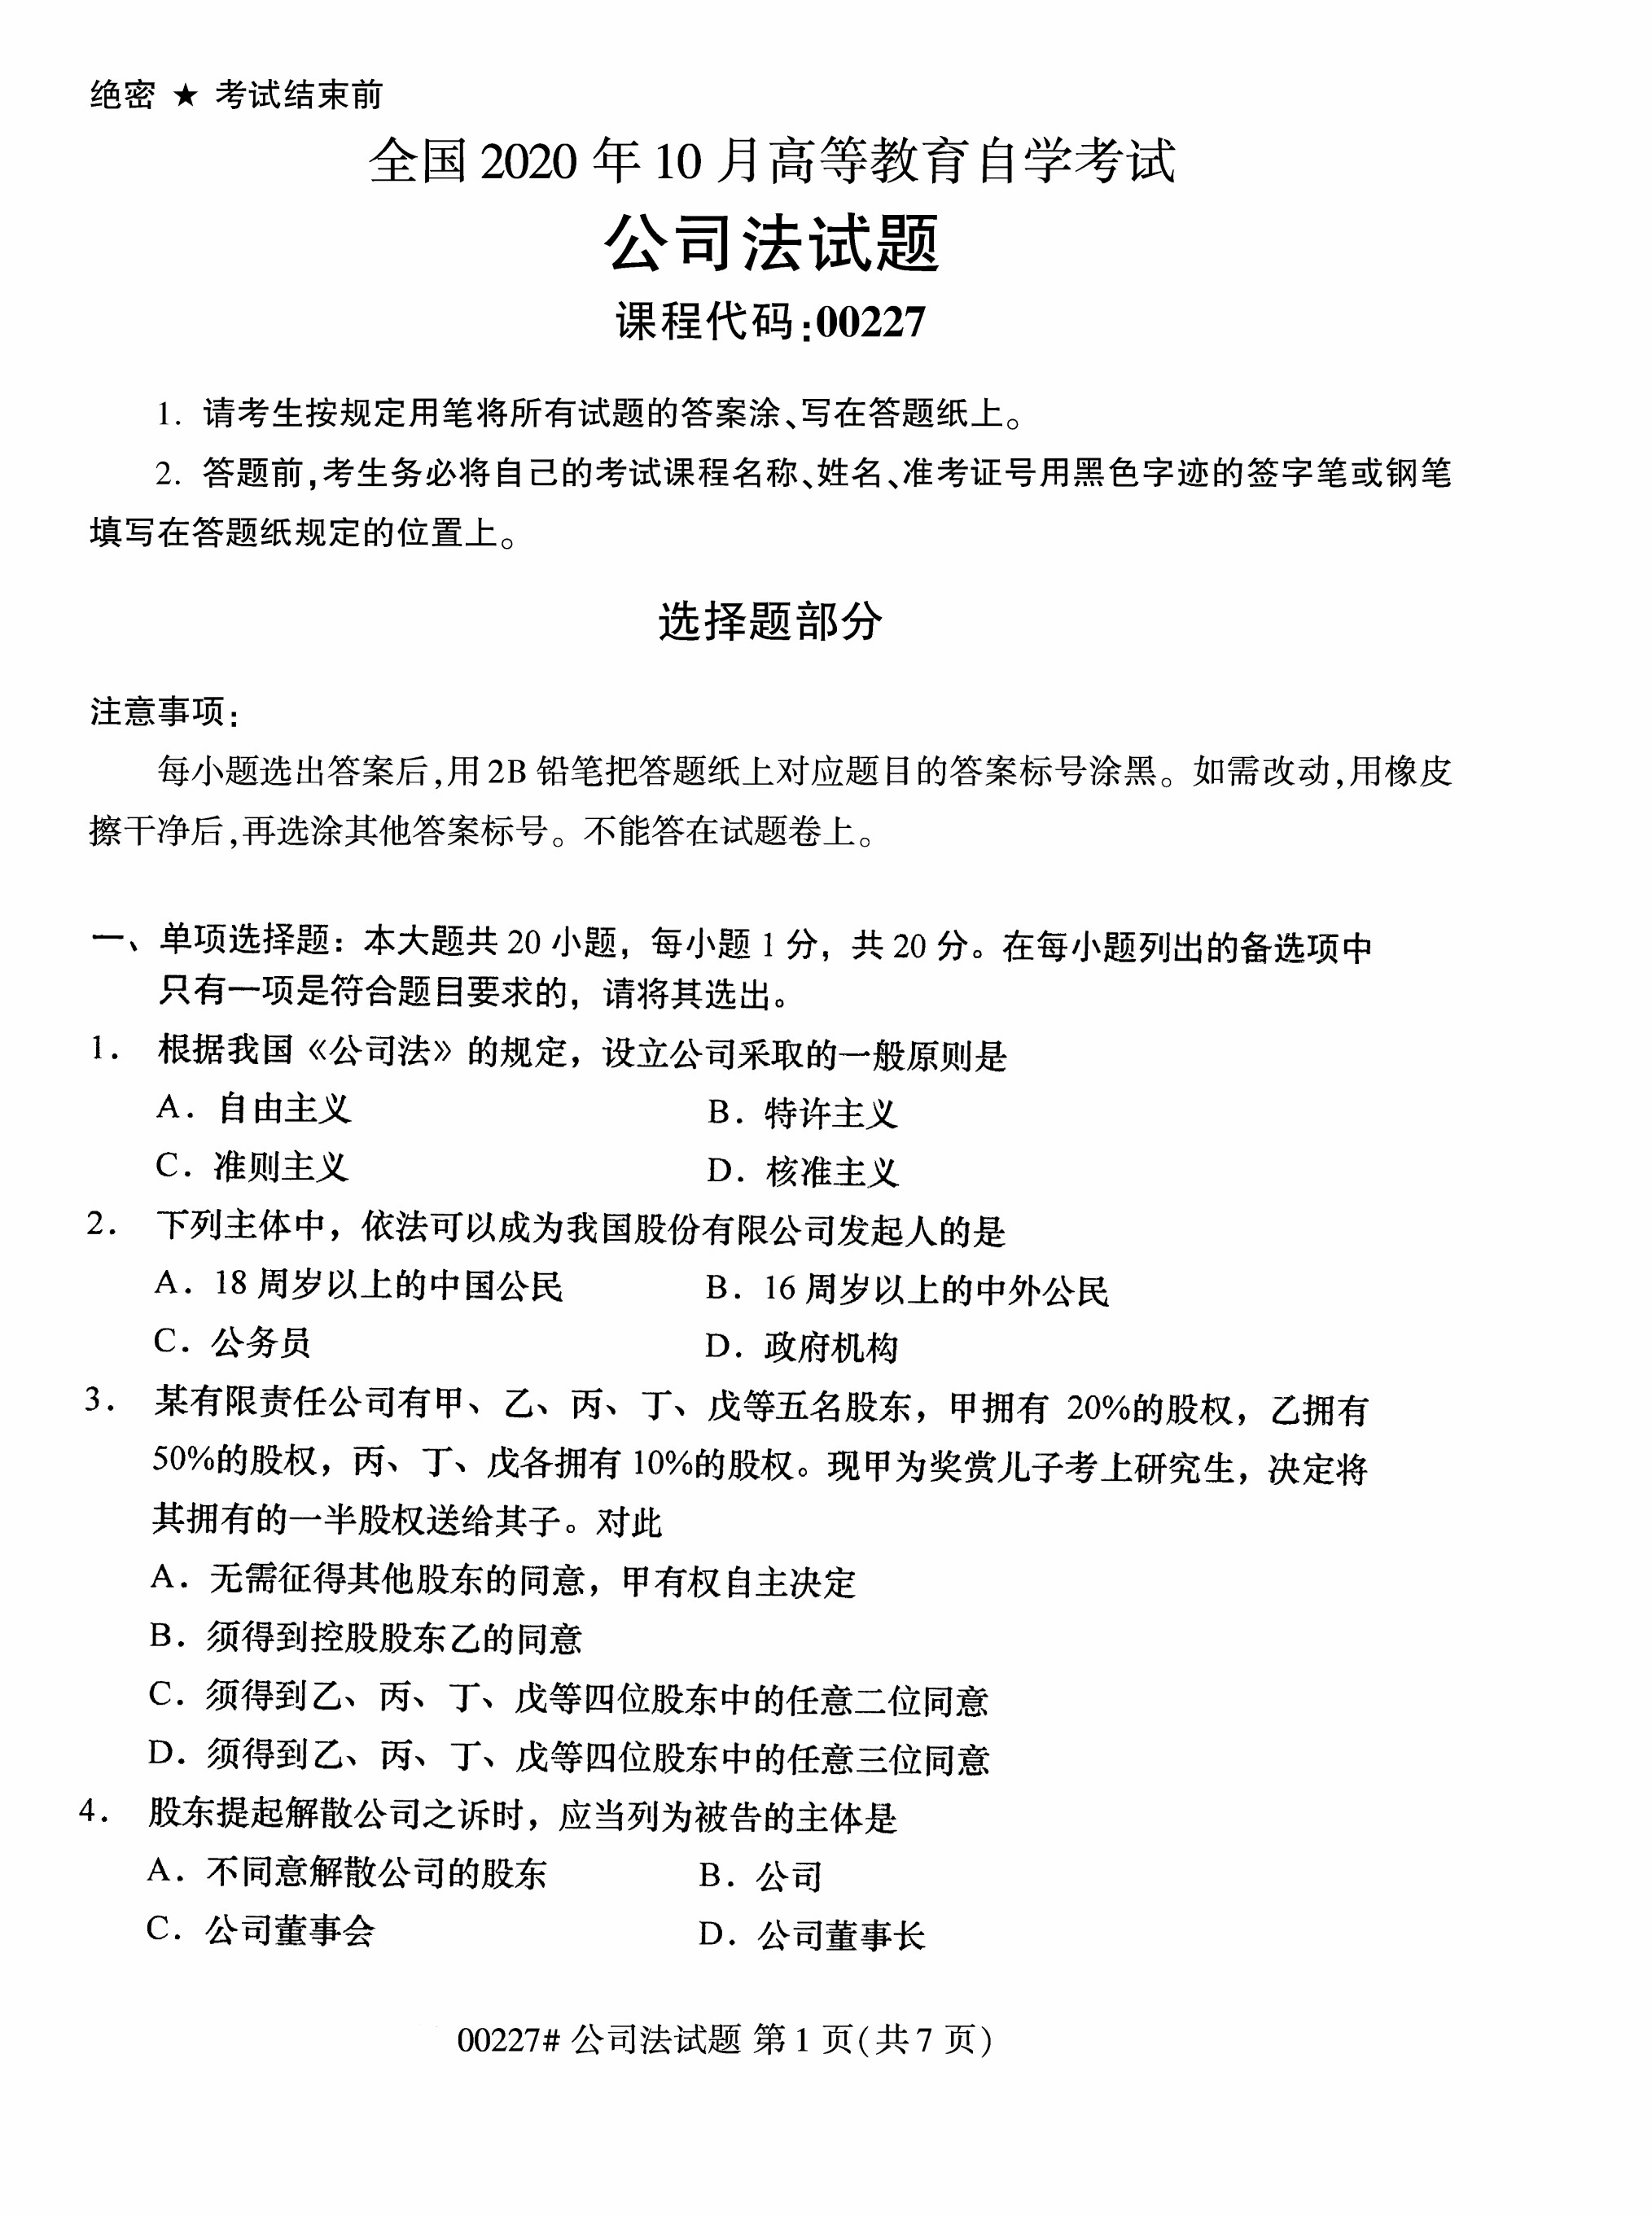 绝密 ★ 考试结束前
全国 2020 年 10 月高等教育自学考试
公司法试题
课程代码:00227
1. 请考生按规定用笔将所有试题的答案涂、写在答题纸上。
2. 答题前,考生务必将自己的考试课程名称、姓名、准考证号用黑色字迹的签字笔或钢笔
填写在答题纸规定的位置上。
选择题部分
注意事项:
每小题选出答案后,用 2B 铅笔把答题纸上对应题目的答案标号涂黑。如需改动,用橡皮
擦干净后,再选涂其他答案标号。不能答在试题卷上。
一、单项选择题：本大题共 20 小题，每小题 1 分，共 20 分。在每小题列出的备选项中
只有一项是符合题目要求的，请将其选出。
1. 根据我国《公司法》的规定，设立公司采取的一般原则是
A. 自由主义 B. 特许主义
C. 准则主义 D. 核准主义
2. 下列主体中，依法可以成为我国股份有限公司发起人的是
A. 18 周岁以上的中国公民 B. 16 周岁以上的中外公民
C. 公务员 D. 政府机构
3. 某有限责任公司有甲、乙、丙、丁、戊等五名股东，甲拥有 20%的股权，乙拥有
50%的股权，丙、丁、戊各拥有 10%的股权。现甲为奖赏儿子考上研究生，决定将
其拥有的一半股权送给其子。对此
A. 无需征得其他股东的同意，甲有权自主决定
B. 须得到控股股东乙的同意
C. 须得到乙、丙、丁、戊等四位股东中的任意二位同意
D. 须得到乙、丙、丁、戊等四位股东中的任意三位同意
4. 股东提起解散公司之诉时，应当列为被告的主体是
A. 不同意解散公司的股东 B. 公司
C. 公司董事会 D. 公司董事长
00227# 公司法试题 第 1 页(共 7 页)